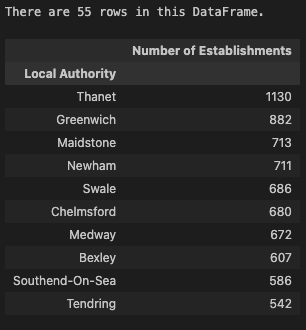 There are 55 rows in this DataFrame.
Number of Establishments
Local Authority
Thanet 1130
Greenwich 882
Maidstone 713
Newham 711
Swale 686
Chelmsford 680
Medway 672
Bexley 607
Southend-On-Sea 586
Tendring 542